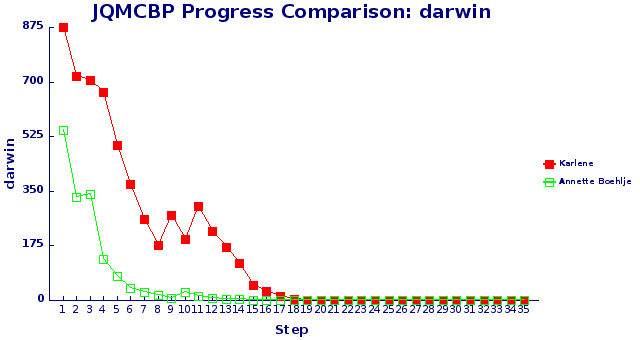 JQMCBP Progress Comparison: darwin
875
700
525
350
175
0
darwin
1 2 3 4 5 6 7 8 9 10 11 12 13 14 15 16 17 18 19 20 21 22 23 24 25 26 27 28 29 30 31 32 33 34 35
Step
Karlene
Annette Boehlje